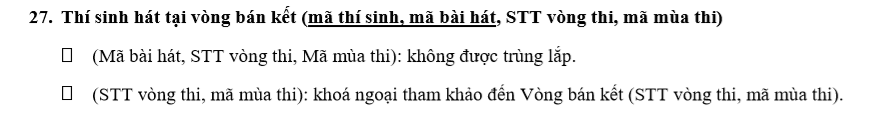 27. Thí sinh hát tại vòng bán kết (mã thí sinh, mã bài hát, STT vòng thi, mã mùa thi)
☐ (Mã bài hát, STT vòng thi, Mã mùa thi): không được trùng lắp.
☐ (STT vòng thi, mã mùa thi): khoá ngoại tham khảo đến Vòng bán kết (STT vòng thi, mã mùa thi).